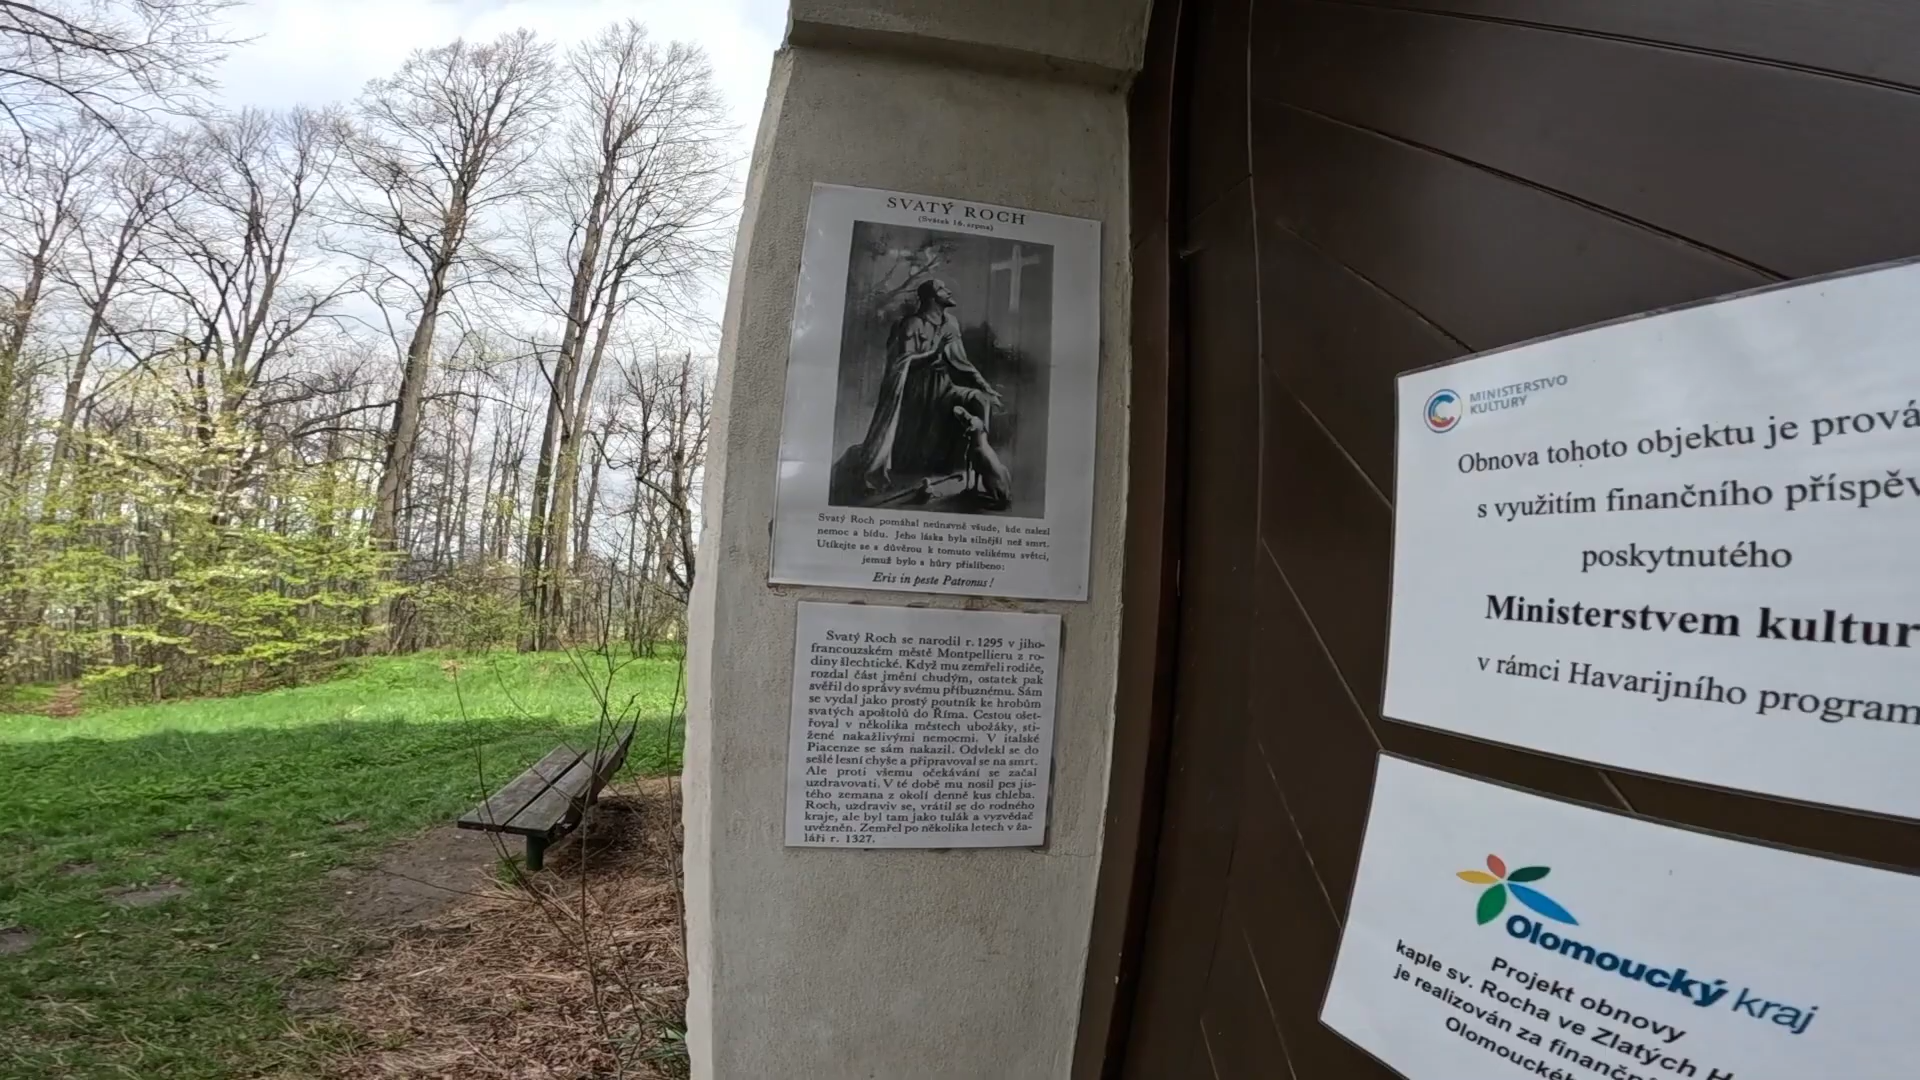 SVATÝ ROCH
(Svátek 16. srpna)
Svatý Roch pomáhal neúnavně všude, kde nalezl
nemoc a bídu. Jeho láska byla silnější než smrt.
Utíkejte se s důvěrou k tomuto velikému světci,
jemuž bylo s hůry přislíbeno:
Eris in peste Patronus!
Svatý Roch se narodil r. 1295 v jiho-
francouzském městě Montpellieru z ro-
diny šlechtické. Když mu zemřeli rodiče,
rozdal část jmění chudým, ostatek pak
svěřil do správy svému příbuznému. Sám
se vydal jako prostý poutník ke hrobům
svatých apoštolů do Říma. Cestou ošet-
řoval v několika městech ubožáky, sti-
žené nakažlivými nemocmi. V italské
Piacenze se sám nakazil. Odvlekl se do
sešlé lesní chyše a připravoval se na smrt.
Ale proti všemu očekávání se začal
uzdravovati. V té době mu nosil pes jis-
tého zemana z okolí denně kus chleba.
Roch, uzdraviv se, vrátil se do rodného
kraje, ale byl tam jako tulák a vyzvědač
uvězněn. Zemřel po několika letech v ža-
láři r. 1327.
MINISTERSTVO
KULTURY
Obnova tohoto objektu je prová
s využitím finančního příspěv
poskytnutého
Ministerstvem kultur
v rámci Havarijního program
Olomoucký kraj
Projekt obnovy
kaple sv. Rocha ve Zlatých H
je realizován za finančn
Olomouckéh